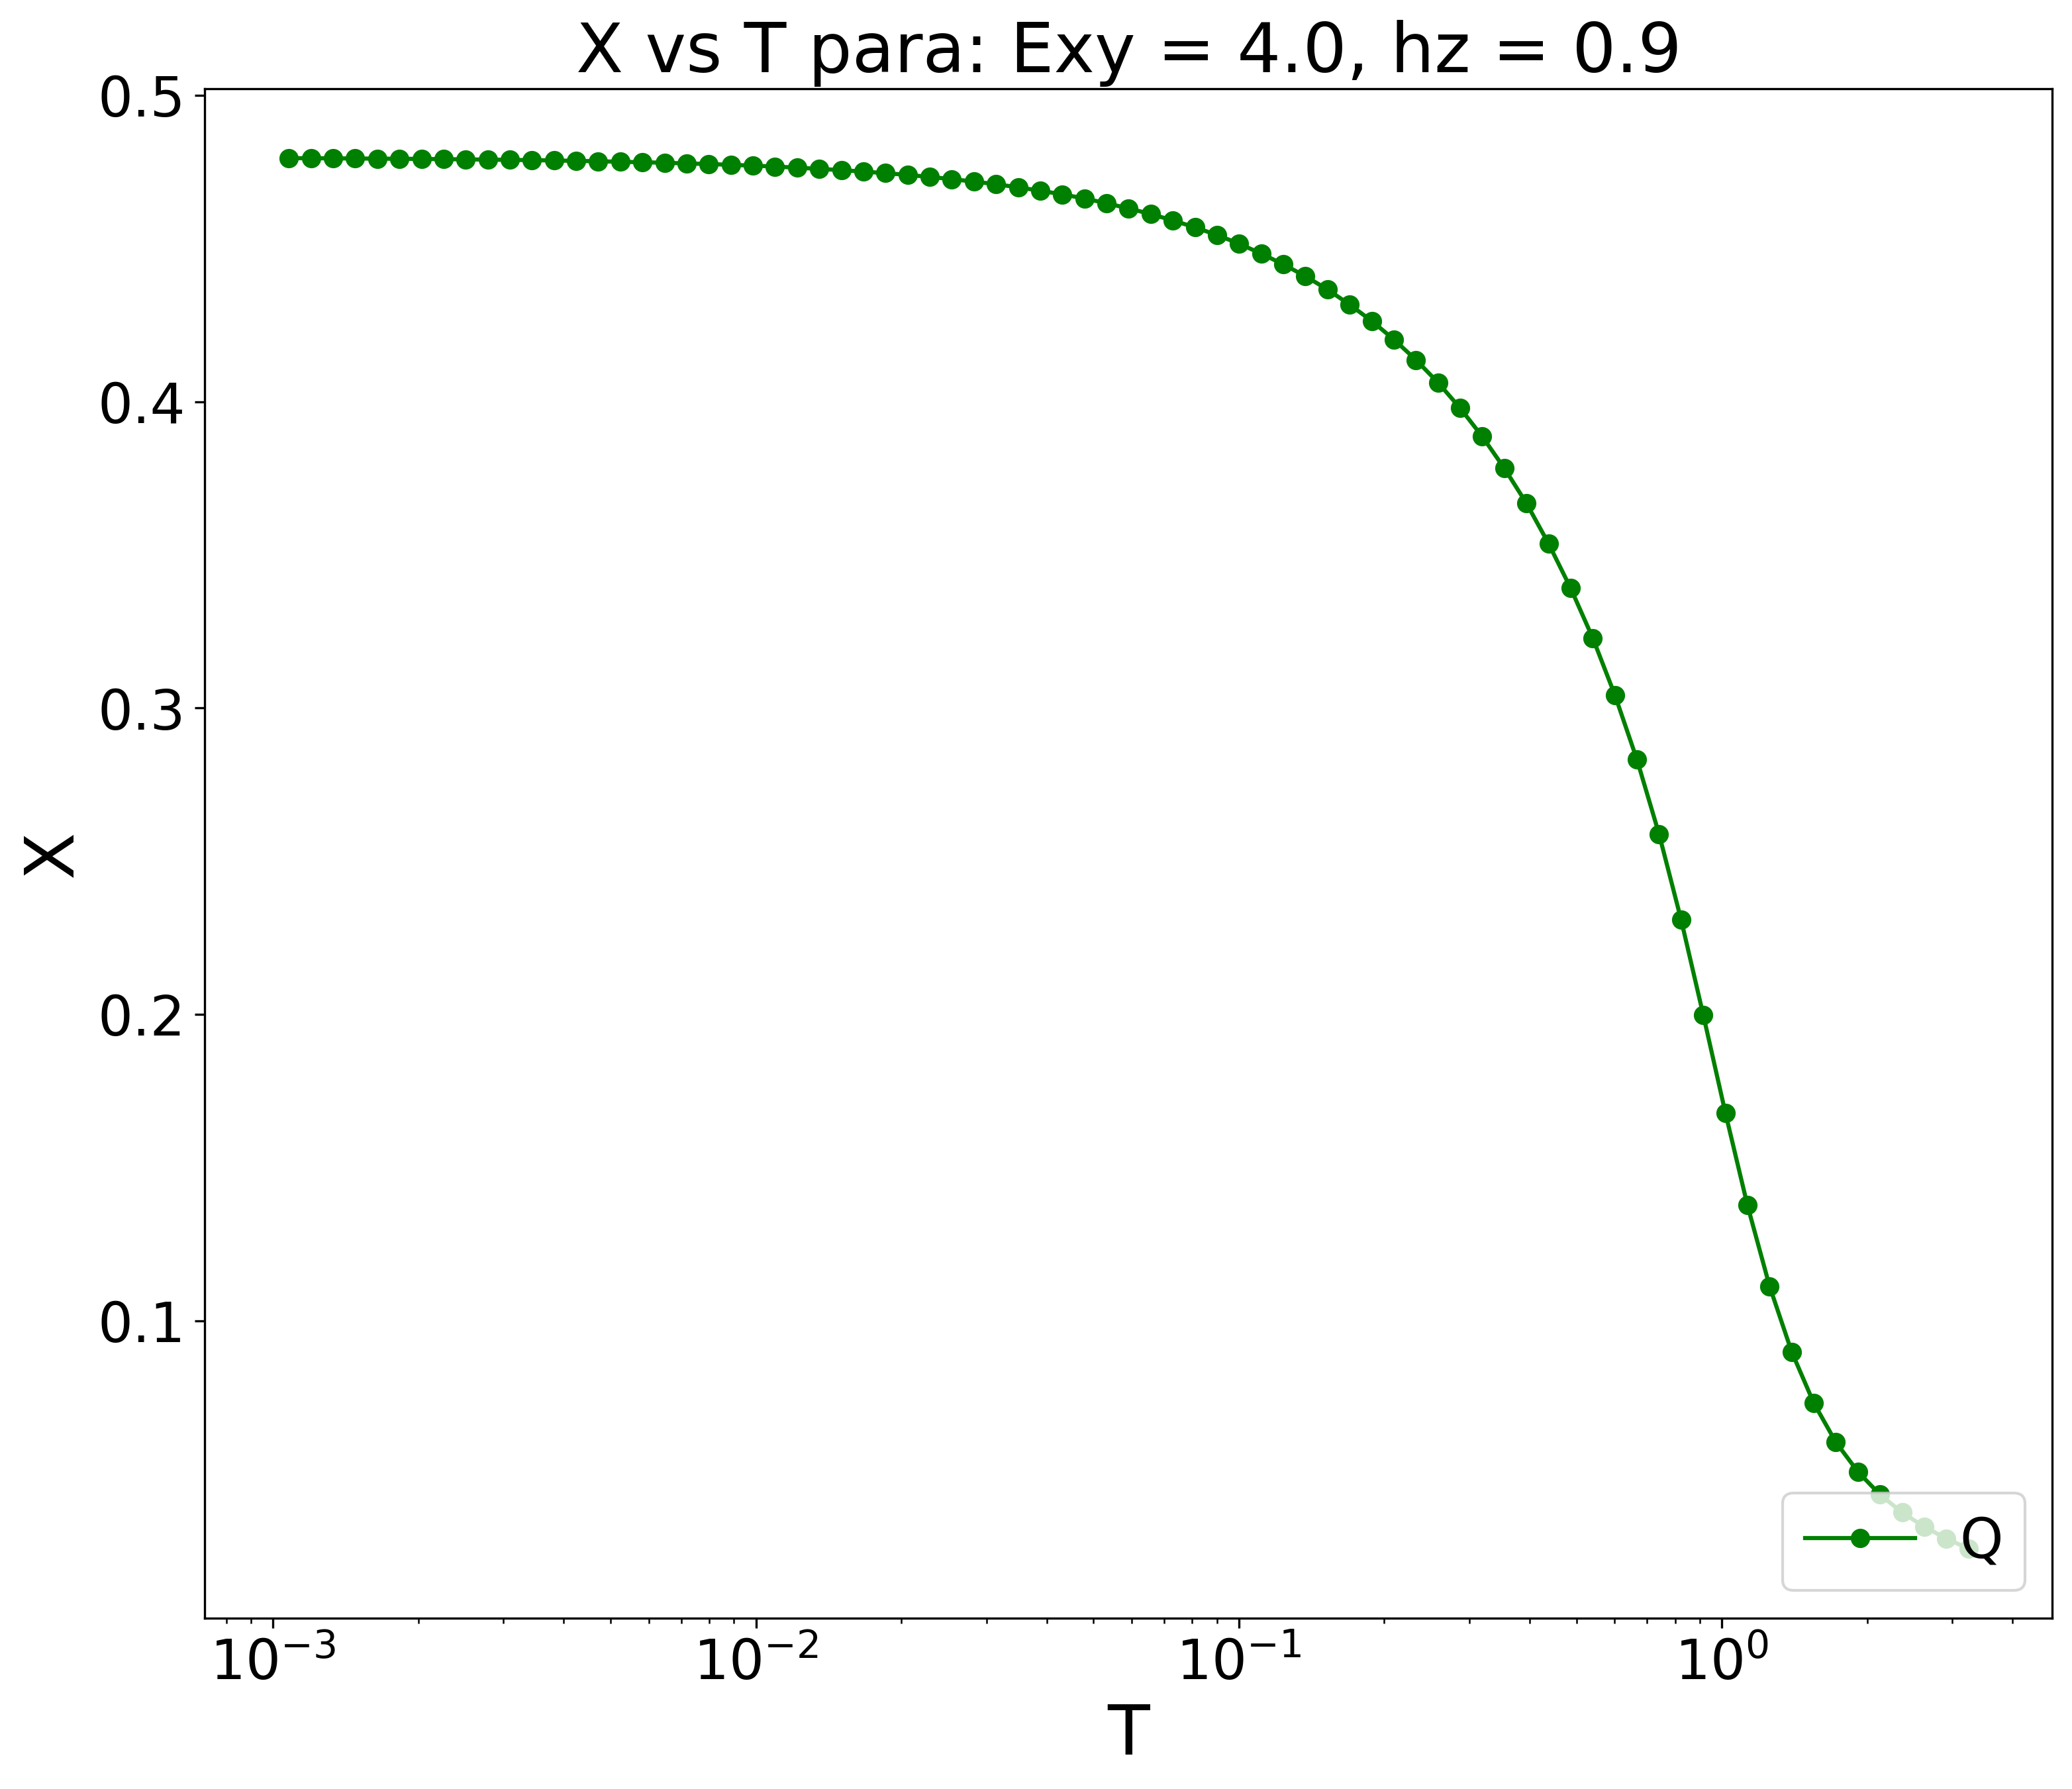 X vs T para: Exy = 4.0, hz = 0.9
0.5
0.4
0.3
0.2
0.1
X
Q
10⁻³ 10⁻² 10⁻¹ 10⁰
T